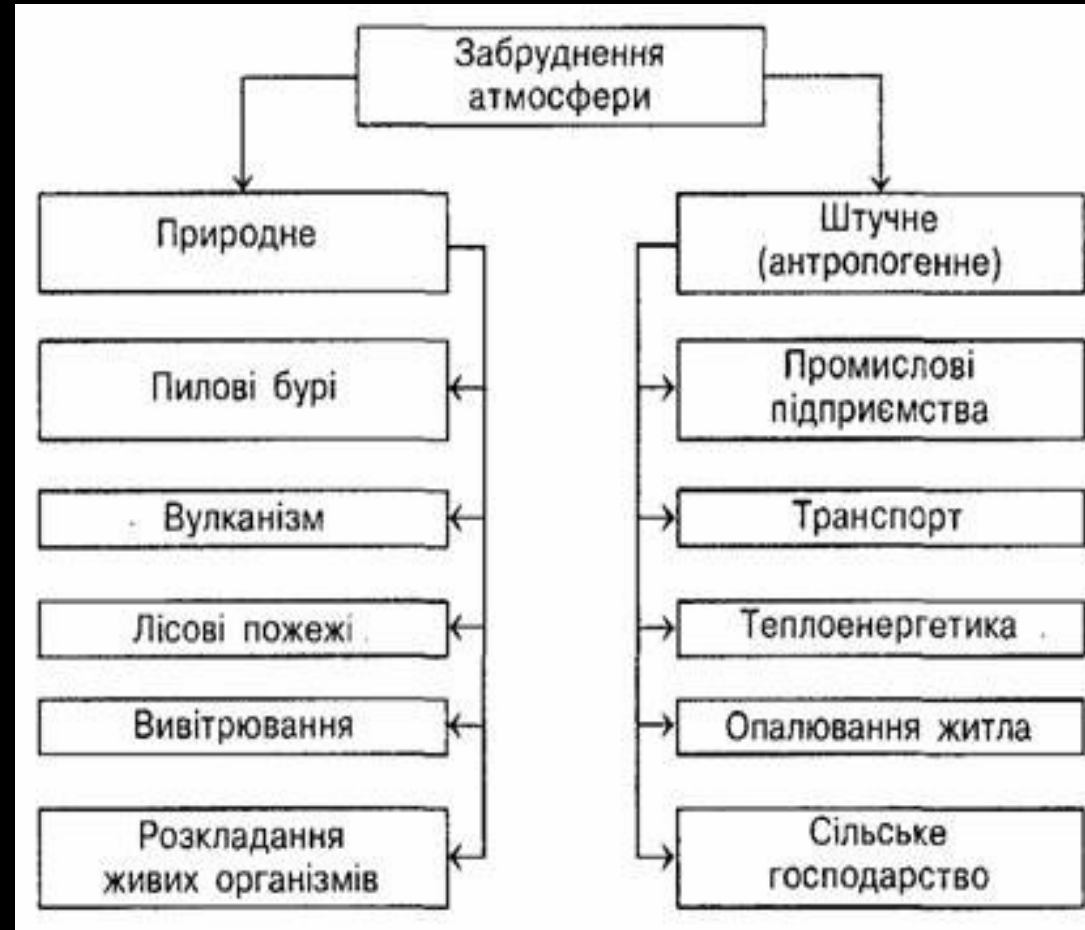 Забруднення
атмосфери
Природне
Пилові бурі
Вулканізм
Лісові пожежі
Вивітрювання
Розкладання
живих організмів
Штучне
(антропогенне)
Промислові
підприємства
Транспорт
Теплоенергетика
Опалювання житла
Сільське
господарство